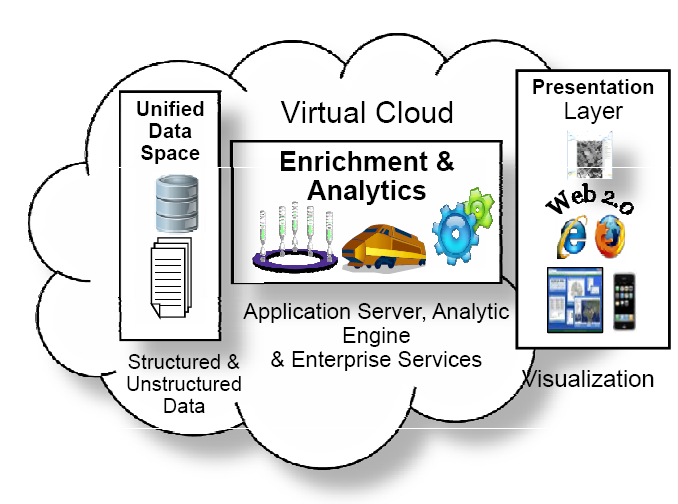 Virtual Cloud
Unified
Data
Space
Structured &
Unstructured
Data
Enrichment &
Analytics
Application Server, Analytic
Engine
& Enterprise Services
Presentation
Layer
Web 2.0
Visualization